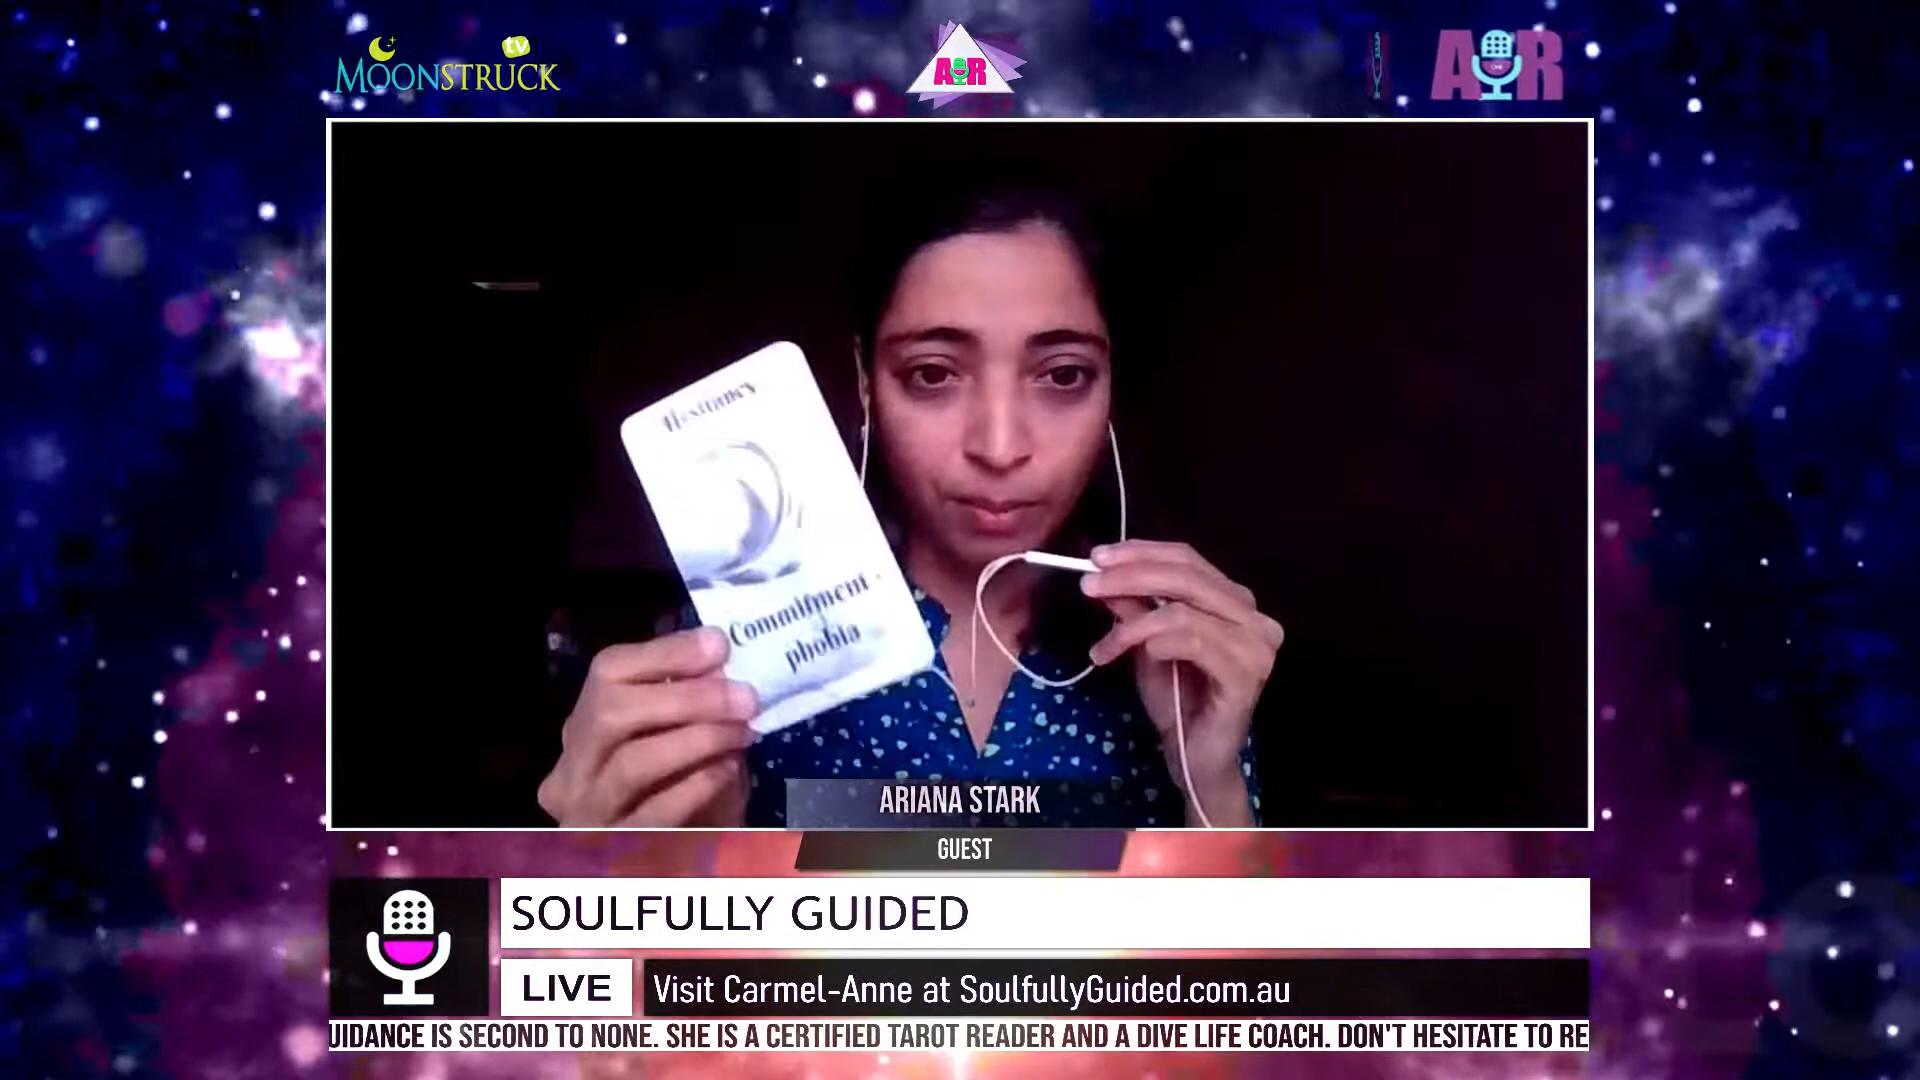 tv
MOONSTRUCK
AIR
AIR
Hesitancy
Commitment -
phobia
ARIANA STARK
GUEST
SOULFULLY GUIDED
LIVE
Visit Carmel-Anne at SoulfullyGuided.com.au
UIDANCE IS SECOND TO NONE. SHE IS A CERTIFIED TAROT READER AND A DIVE LIFE COACH. DON'T HESITATE TO RE